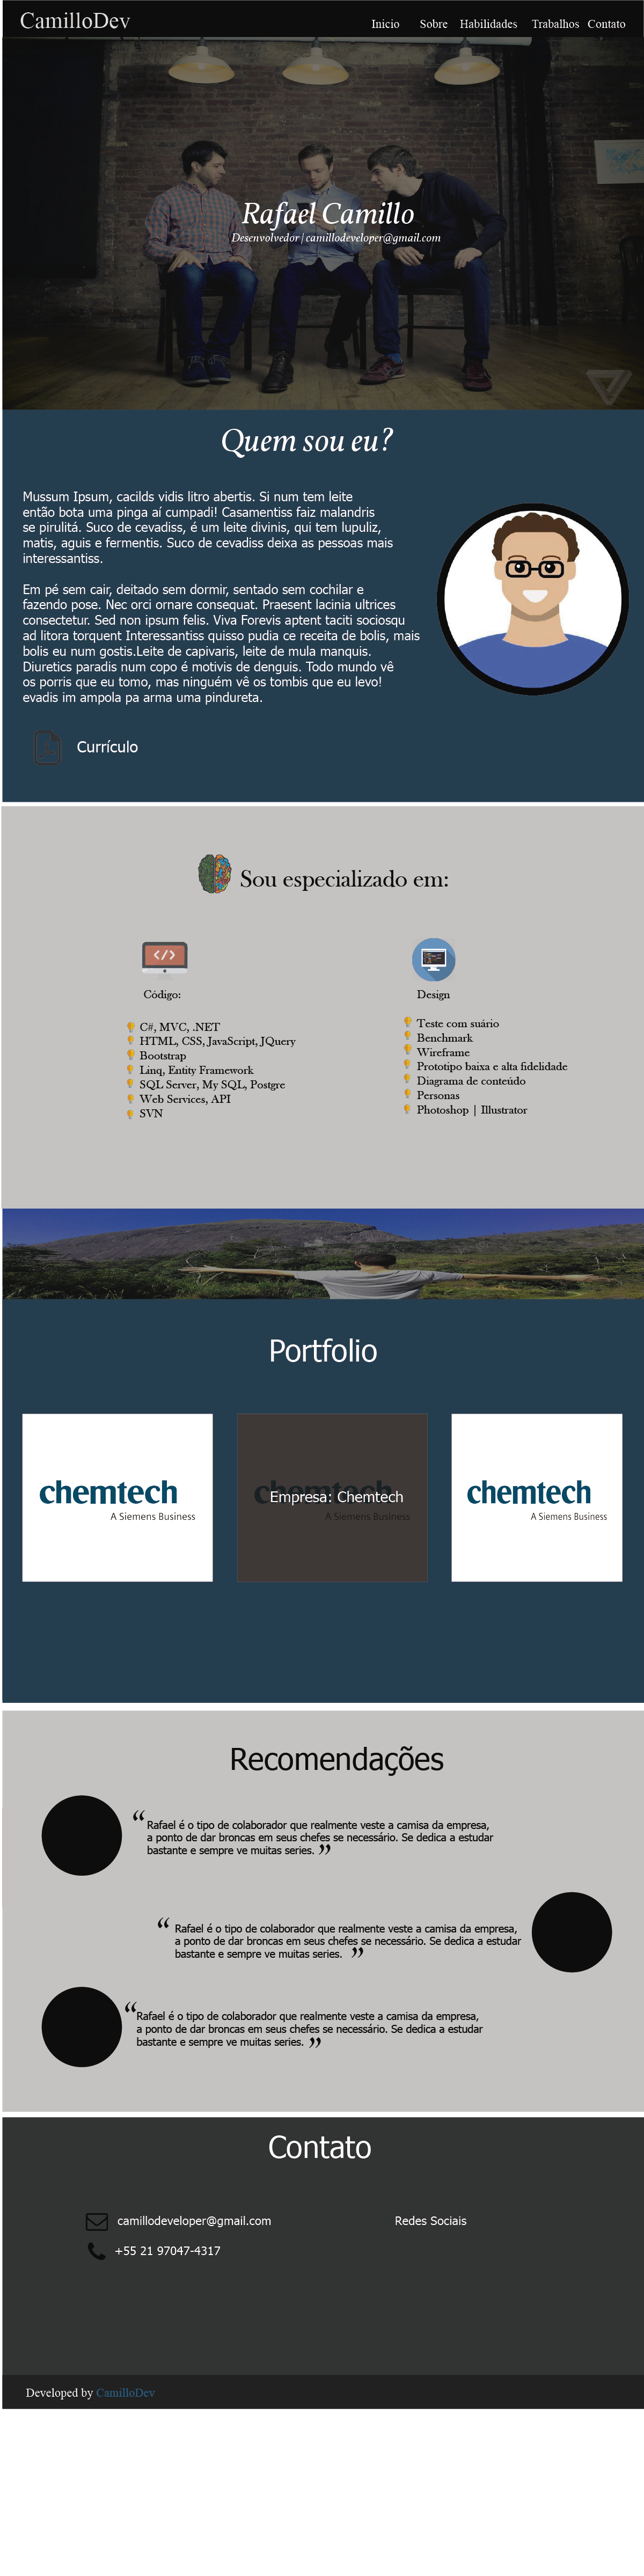 CamilloDev
Inicio Sobre Habilidades Trabalhos Contato
Rafael Camillo
Desenvolvedor | camillodeveloper@gmail.com
Quem sou eu?
Mussum Ipsum, cacilds vidis litro abertis. Si num tem leite
então bota uma pinga aí cumpadi! Casamentiss faiz malandris
se pirulitá. Suco de cevadiss, é um leite divinis, qui tem lupuliz,
matis, aguis e fermentis. Suco de cevadiss deixa as pessoas mais
interessantiss.
Em pé sem cair, deitado sem dormir, sentado sem cochilar e
fazendo pose. Nec orci ornare consequat. Praesent lacinia ultrices
consectetur. Sed non ipsum felis. Viva Forevis aptent taciti sociosqu
ad litora torquent Interessantiss quisso pudia ce receita de bolis, mais
bolis eu num gostis.Leite de capivaris, leite de mula manquis.
Diuretics paradis num copo é motivis de denguis. Todo mundo vê
os porris que eu tomo, mas ninguém vê os tombis que eu levo!
evadis im ampola pa arma uma pindureta.
Currículo
Sou especializado em:
Código:
C#, MVC, .NET
HTML, CSS, JavaScript, JQuery
Bootstrap
Linq, Entity Framework
SQL Server, My SQL, Postgre
Web Services, API
SVN
Design
Teste com suário
Benchmark
Wireframe
Prototipo baixa e alta fidelidade
Diagrama de conteúdo
Personas
Photoshop | Illustrator
Portfolio
chemtech
A Siemens Business
chemtech
Empresa: Chemtech
A Siemens Business
chemtech
A Siemens Business
Recomendações
“ Rafael é o tipo de colaborador que realmente veste a camisa da empresa,
a ponto de dar broncas em seus chefes se necessário. Se dedica a estudar
bastante e sempre ve muitas series. ”
“ Rafael é o tipo de colaborador que realmente veste a camisa da empresa,
a ponto de dar broncas em seus chefes se necessário. Se dedica a estudar
bastante e sempre ve muitas series. ”
“ Rafael é o tipo de colaborador que realmente veste a camisa da empresa,
a ponto de dar broncas em seus chefes se necessário. Se dedica a estudar
bastante e sempre ve muitas series. ”
Contato
camillodeveloper@gmail.com
+55 21 97047-4317
Redes Sociais
Developed by CamilloDev